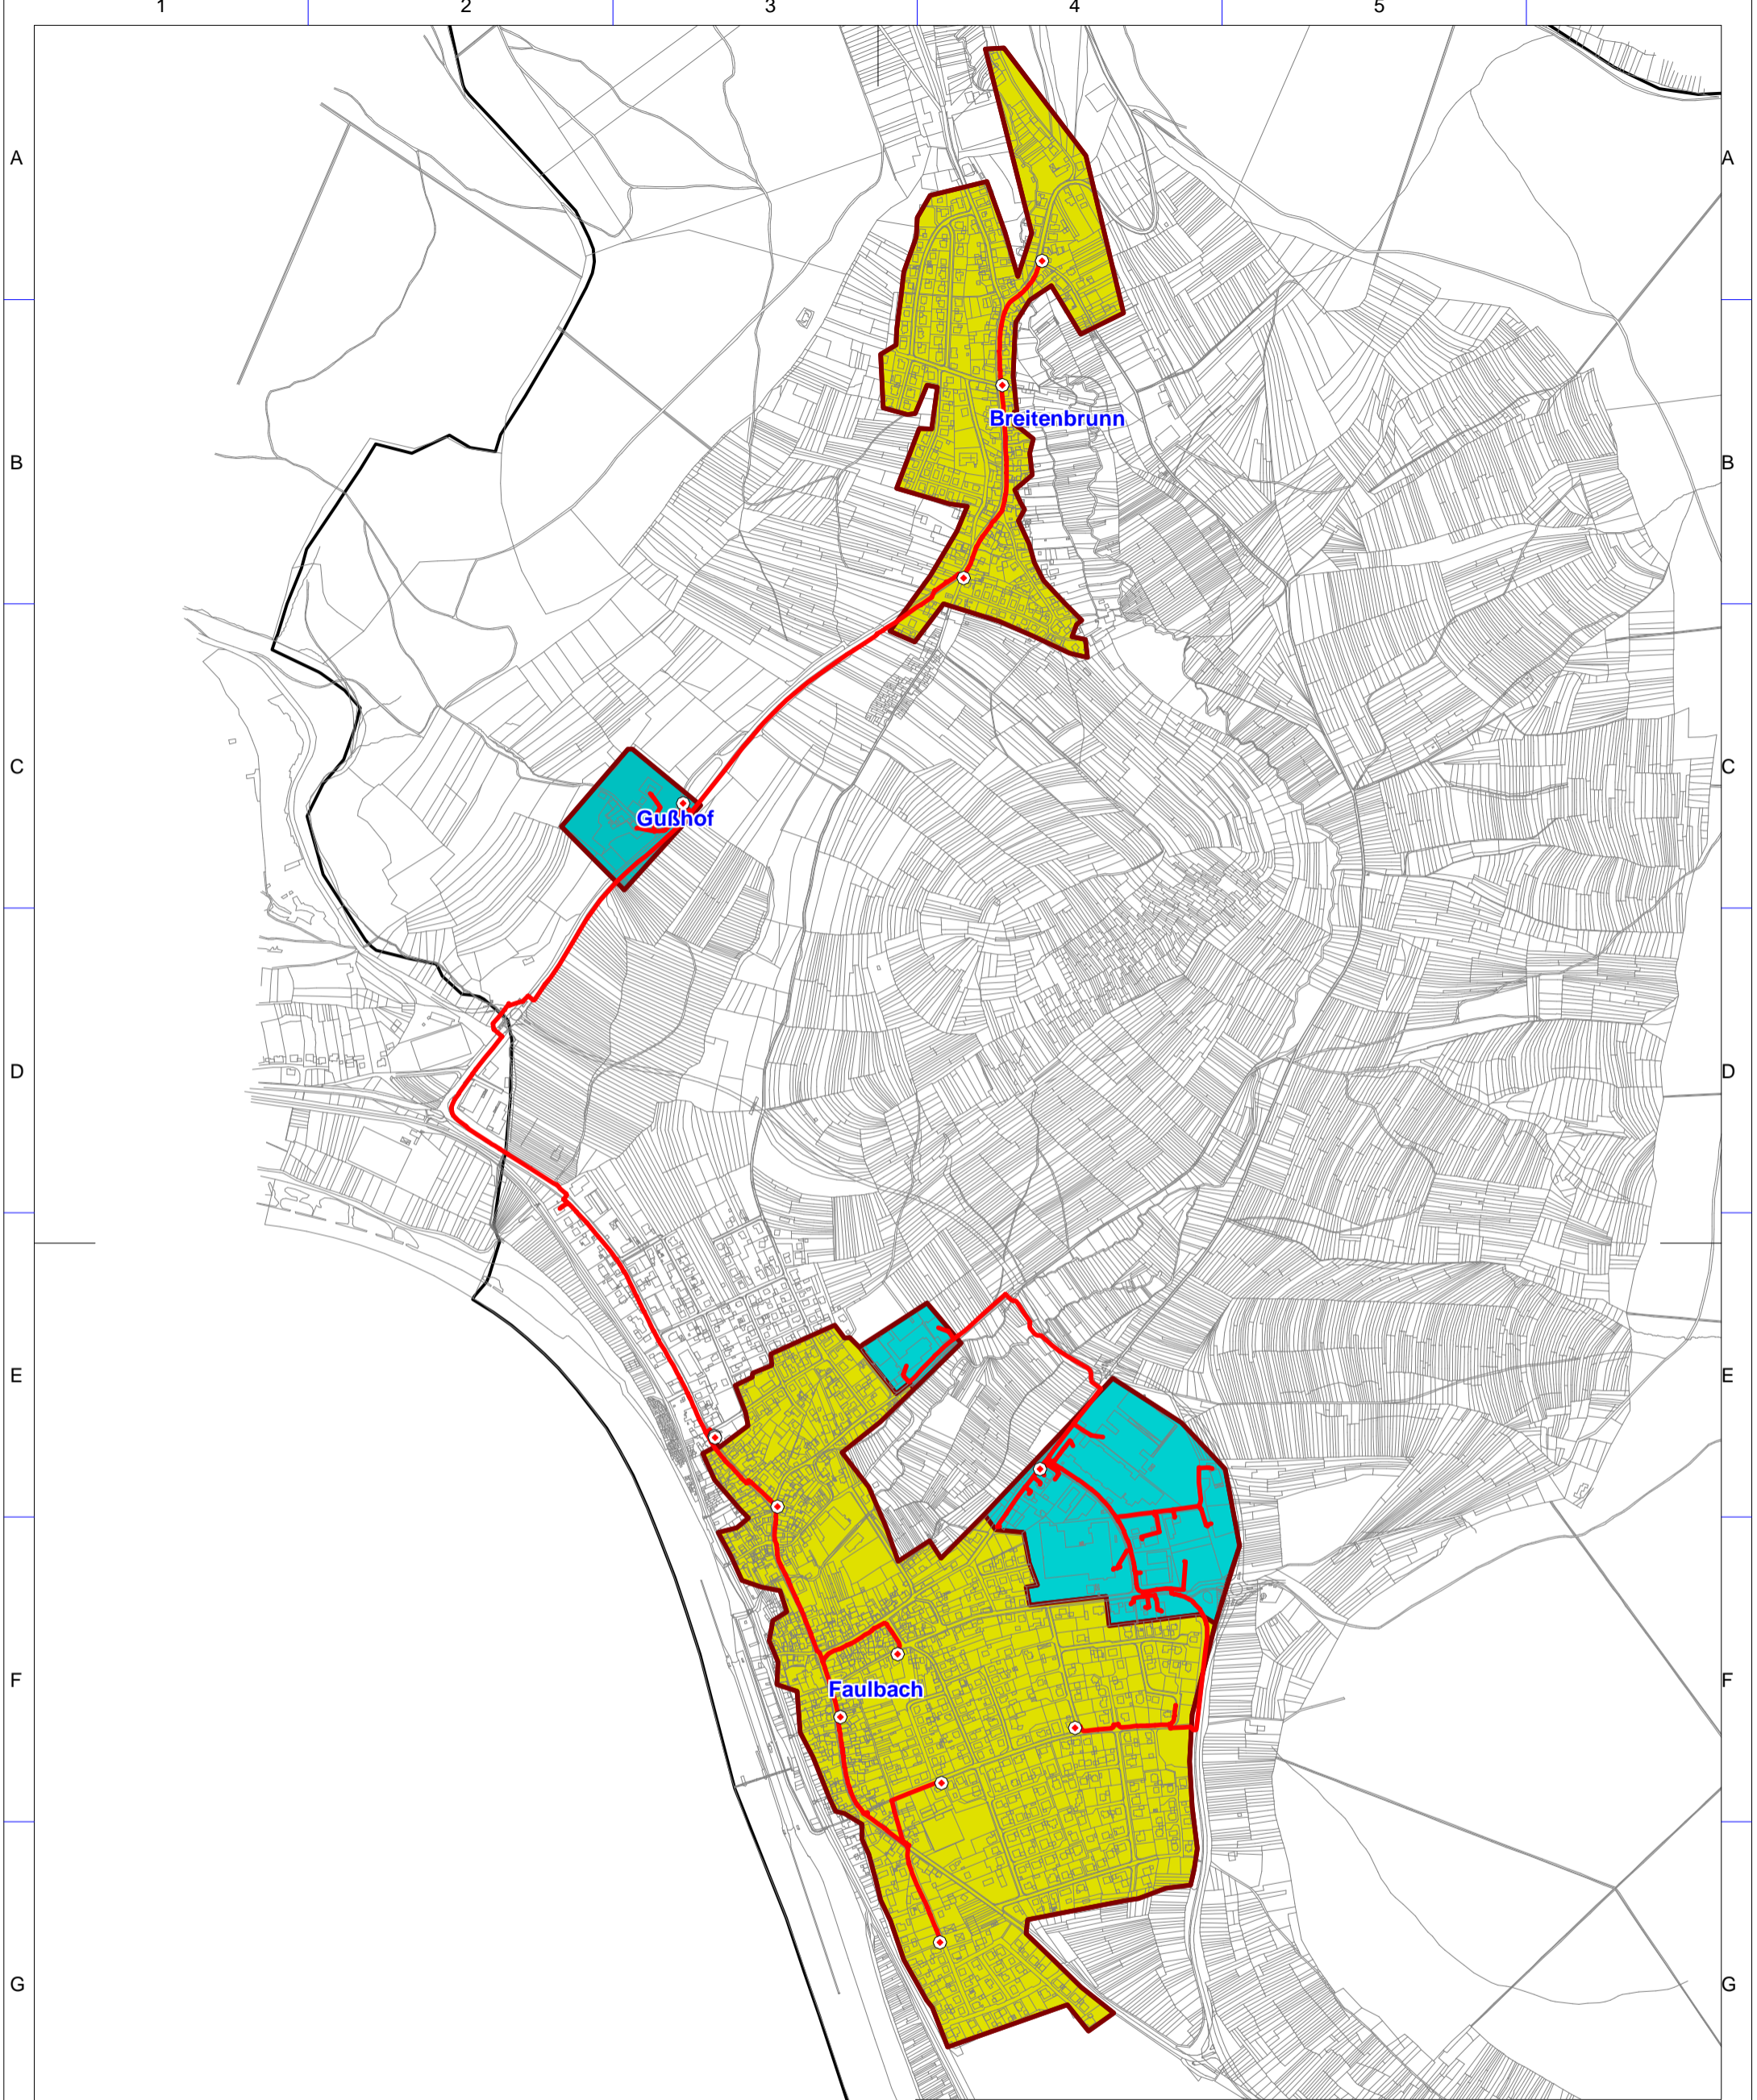 1 2 3 4 5
A A
Breitenbrunn
B B
C C
Gußhof
D D
E E
F F
Faulbach
G G